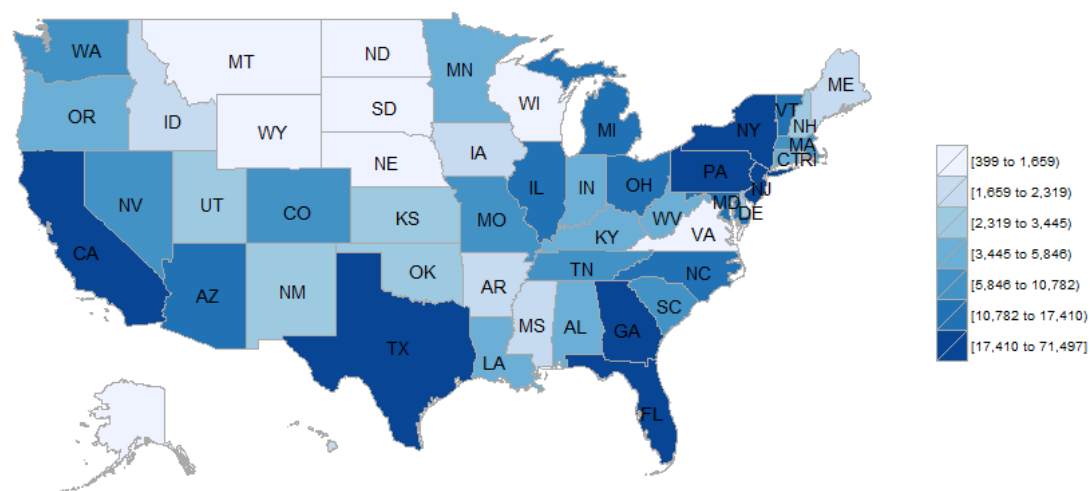 WA
MT
ND
MN
ME
OR
ID
SD
WI
VT
NH
WY
MI
NY
MA
IA
CT
RI
NE
PA
NV
UT
CO
IL
IN
OH
NJ
KS
MO
WV
MD
DE
CA
KY
VA
AZ
NM
OK
TN
NC
AR
SC
TX
MS
AL
GA
LA
FL
[399 to 1,659)
[1,659 to 2,319)
[2,319 to 3,445)
[3,445 to 5,846)
[5,846 to 10,782)
[10,782 to 17,410)
[17,410 to 71,497]